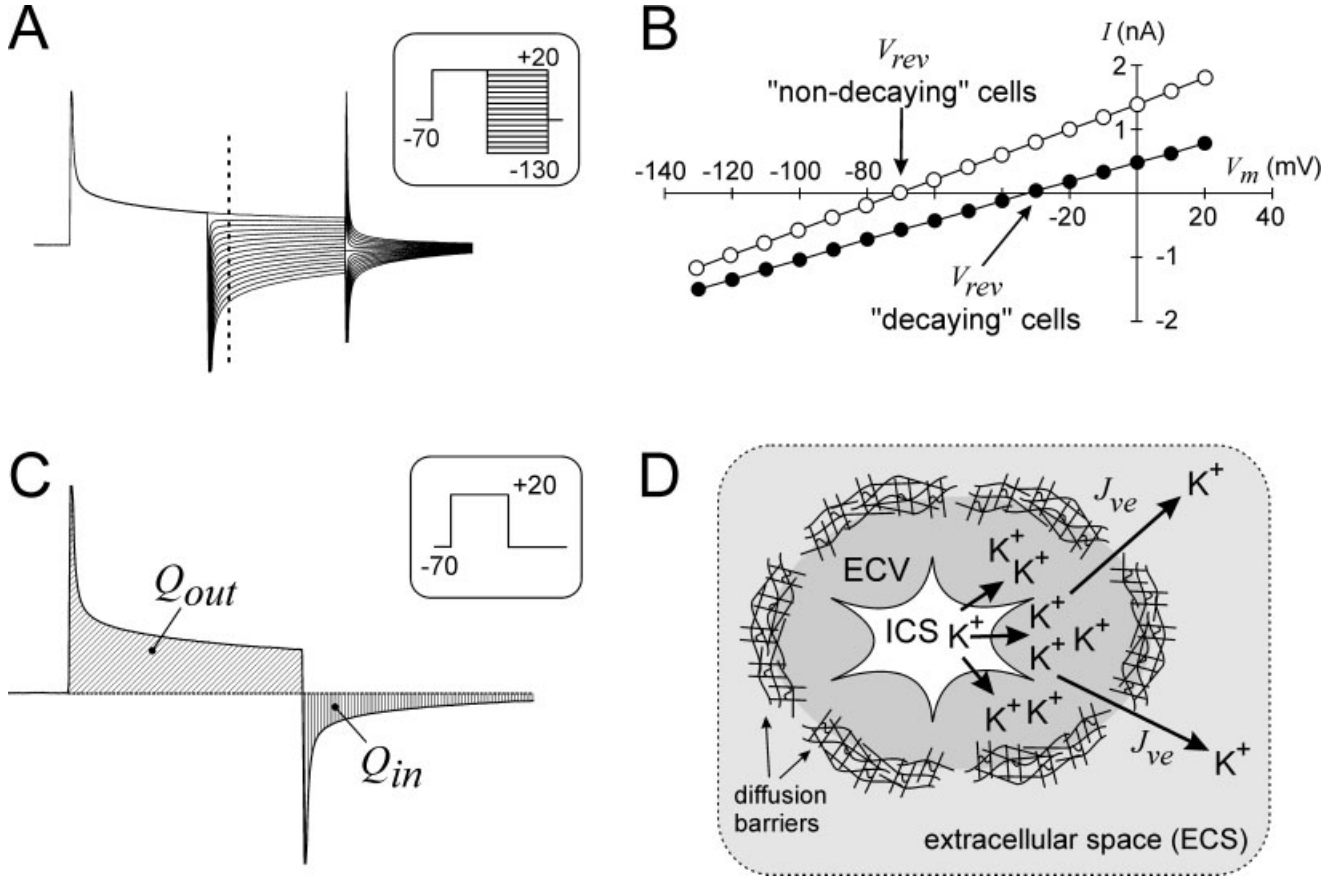 A
+20
-70
-130
B
I (nA)
2
V_rev
"non-decaying" cells
1
-140
-120
-100
-80
V_m (mV)
-60
-20
20
40
-1
V_rev
"decaying" cells
-2
C
+20
-70
Q_out
Q_in
D
J_ve
K+
K+
K+
ECV
K+
ICS
K+
K+
K+
K+
K+
J_ve
K+
diffusion
barriers
extracellular space (ECS)